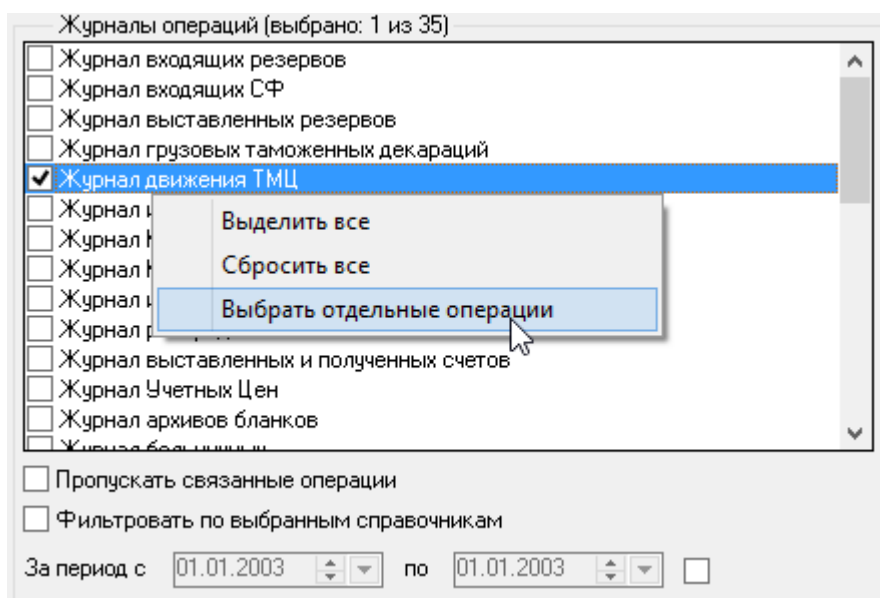 Журналы операций (выбрано: 1 из 35)
Журнал входящих резервов
Журнал входящих СФ
Журнал выставленных резервов
Журнал грузовых таможенных декараций
Журнал движения ТМЦ
Журнал
Выделить все
Журнал
Журнал
Сбросить все
Журнал
Выбрать отдельные операции
Журнал
Журнал выставленных и полученных счетов
Журнал Учетных Цен
Журнал архивов бланков
Пропускать связанные операции
Фильтровать по выбранным справочникам
За период с 01.01.2003 по 01.01.2003